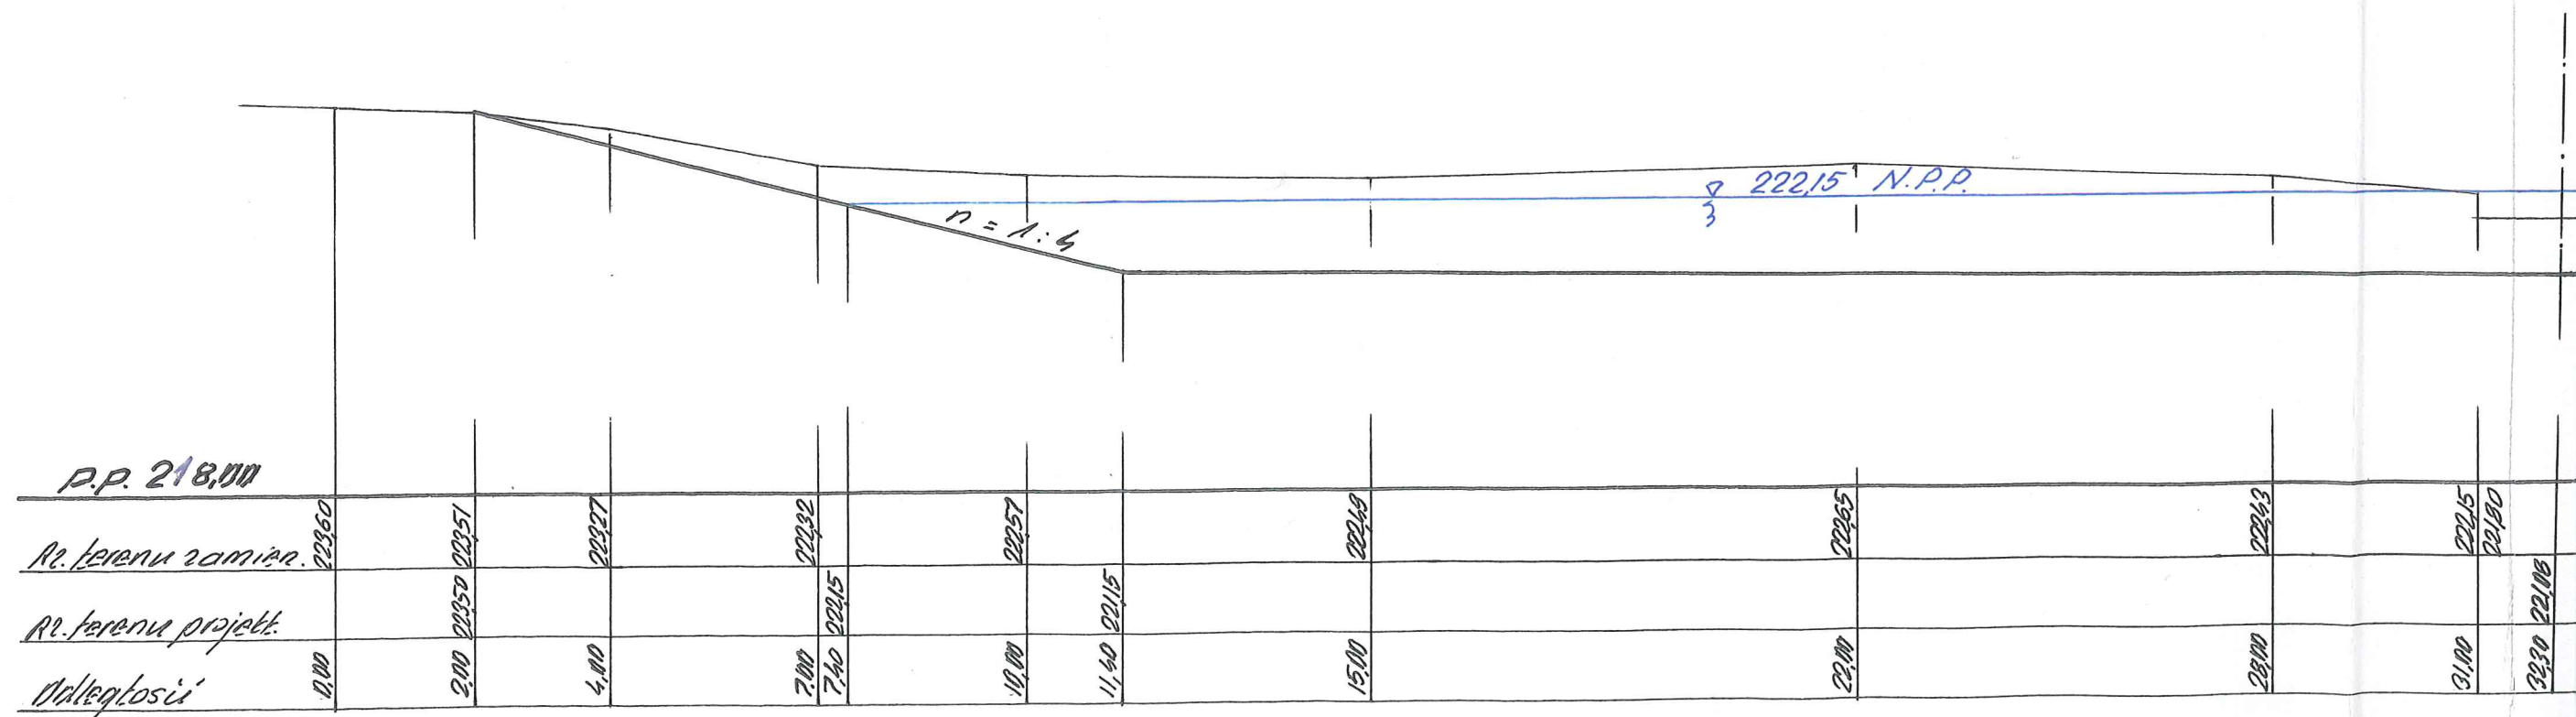 222,15 N.P.P.
n = 1:4
P.P. 218,00
Rz. terenu zamier. 223,60 223,51 223,27 222,32 222,57 222,49 222,65 222,43 222,15 221,80
Rz. terenu projekt. 223,50 222,15 221,15 221,08
Odległości 0,00 2,00 4,00 7,00 7,40 10,00 11,40 15,00 22,00 28,00 31,00 32,30